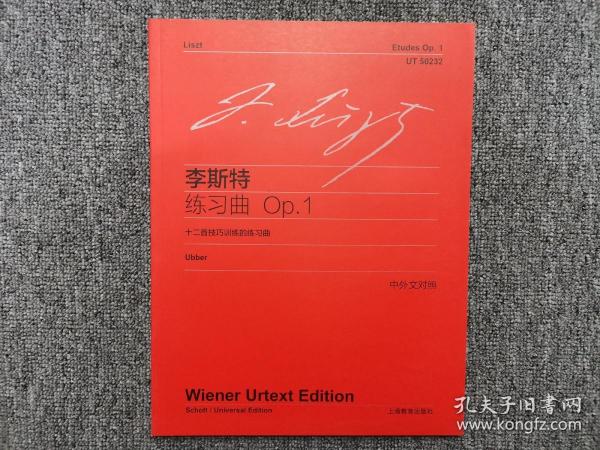 Liszt
Etudes Op. 1
UT 50232
F. Liszt
李斯特
练习曲 Op.1
十二首技巧训练的练习曲
Ubber
中外文对照
Wiener Urtext Edition
Schott / Universal Edition
上海教育出版社
孔夫子旧书网
www.kongfz.com